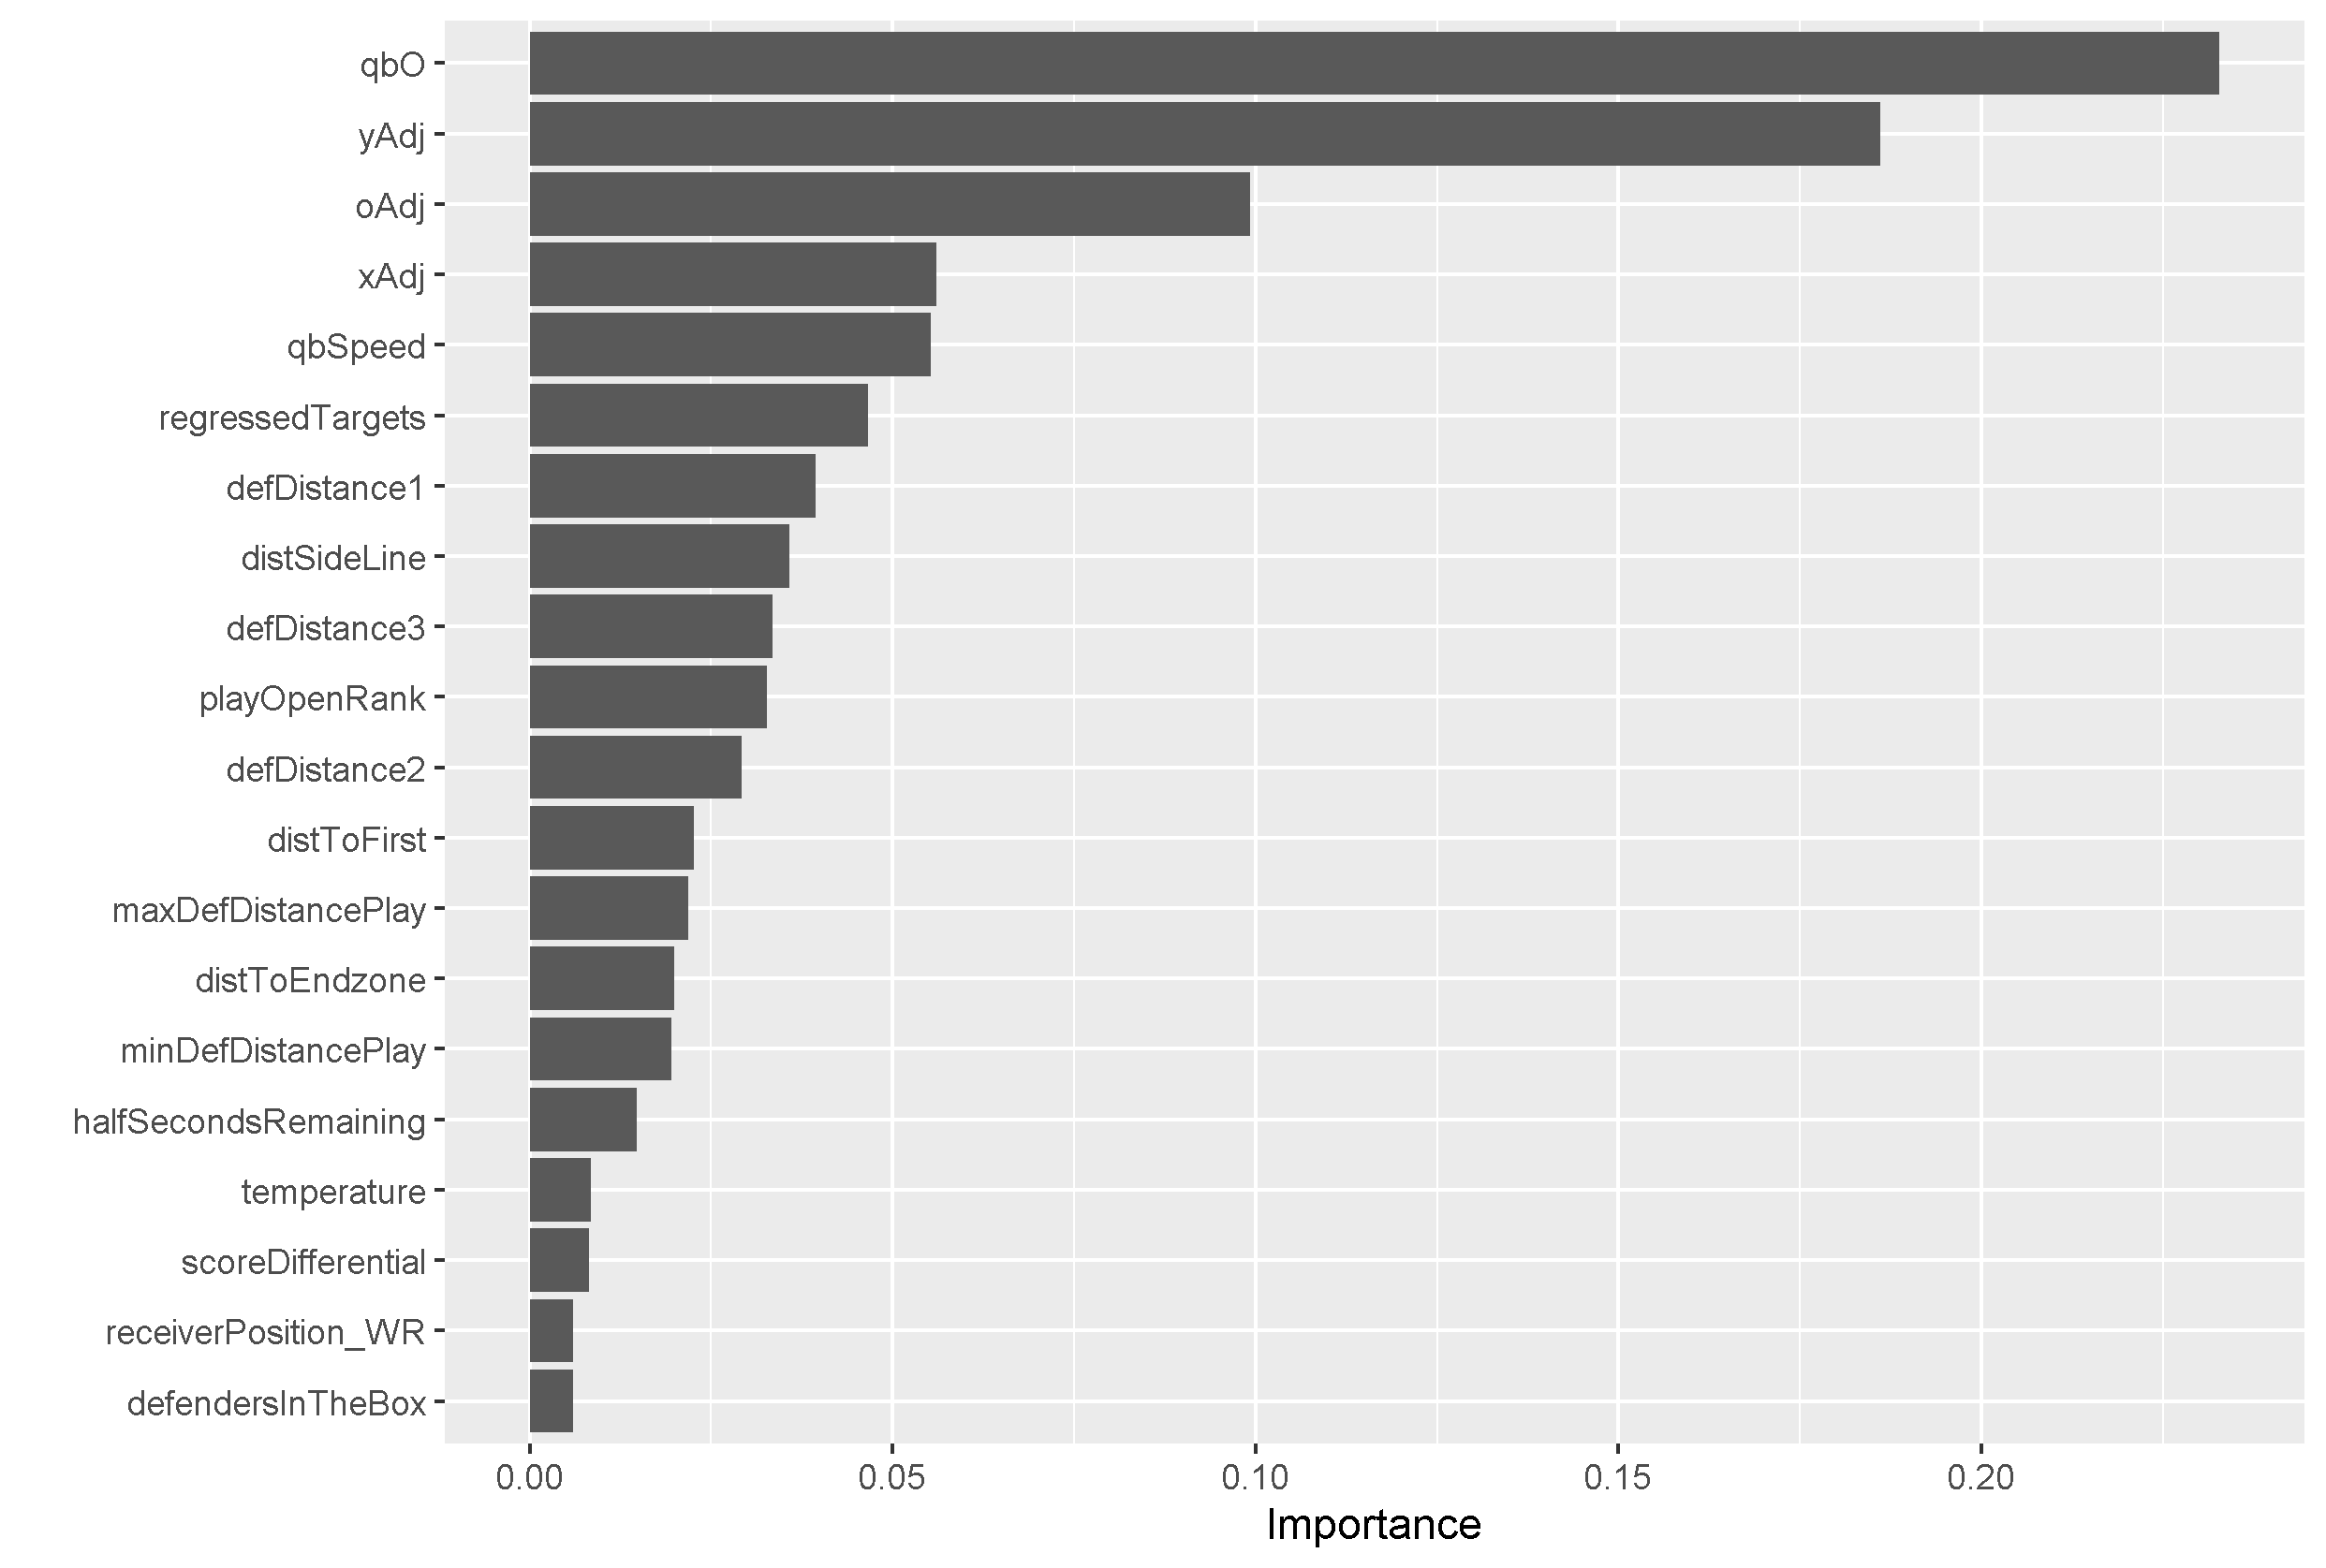 qbO
yAdj
oAdj
xAdj
qbSpeed
regressedTargets
defDistance1
distSideLine
defDistance3
playOpenRank
defDistance2
distToFirst
maxDefDistancePlay
distToEndzone
minDefDistancePlay
halfSecondsRemaining
temperature
scoreDifferential
receiverPosition_WR
defendersInTheBox
0.00 0.05 0.10 0.15 0.20
Importance